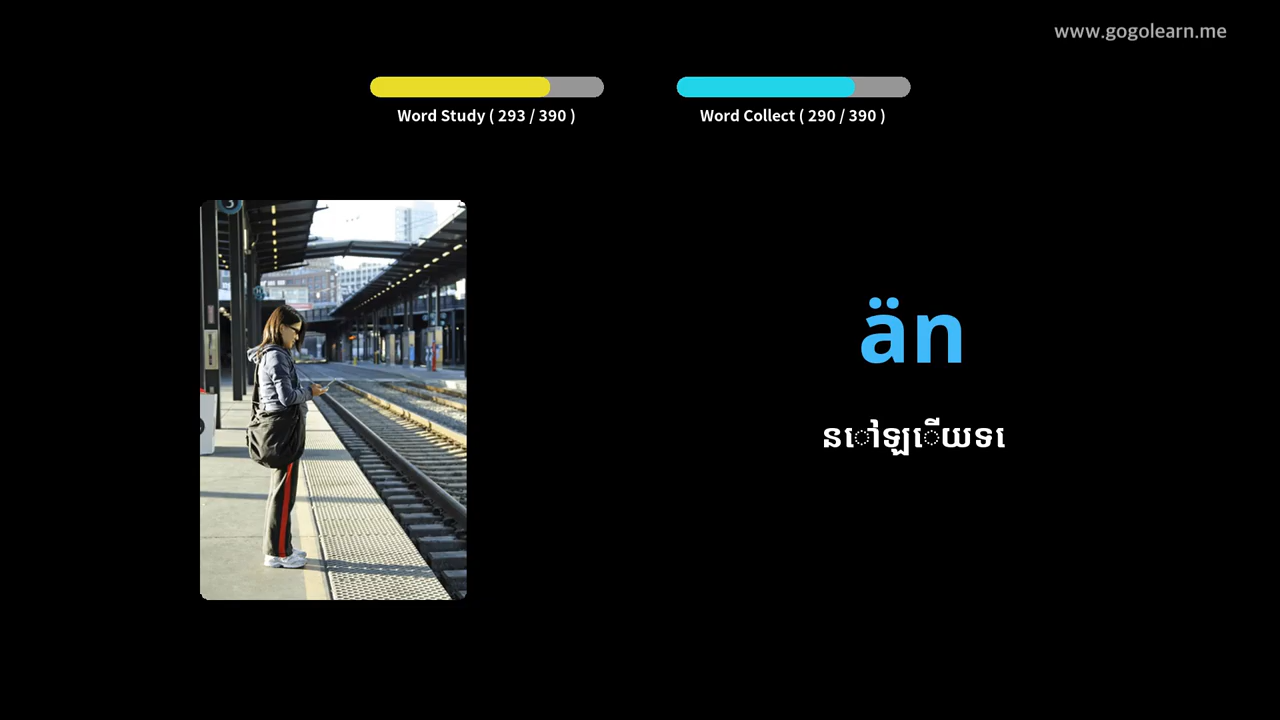 www.gogolearn.me
Word Study ( 293 / 390 )
Word Collect ( 290 / 390 )
3
än
នៅឡើយទេ